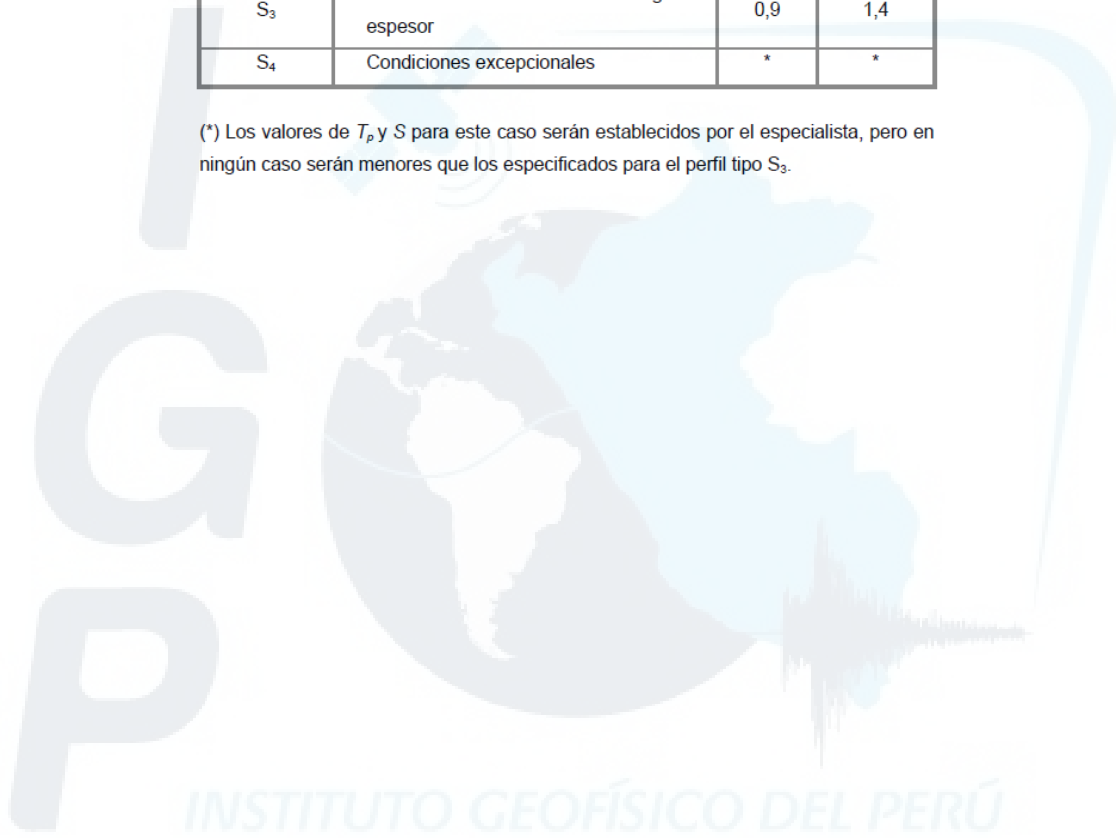 S₃ espesor 0,9 1,4
S₄ Condiciones excepcionales * *
(*) Los valores de Tₚ y S para este caso serán establecidos por el especialista, pero en
ningún caso serán menores que los especificados para el perfil tipo S₃.
IGP
INSTITUTO GEOFÍSICO DEL PERÚ